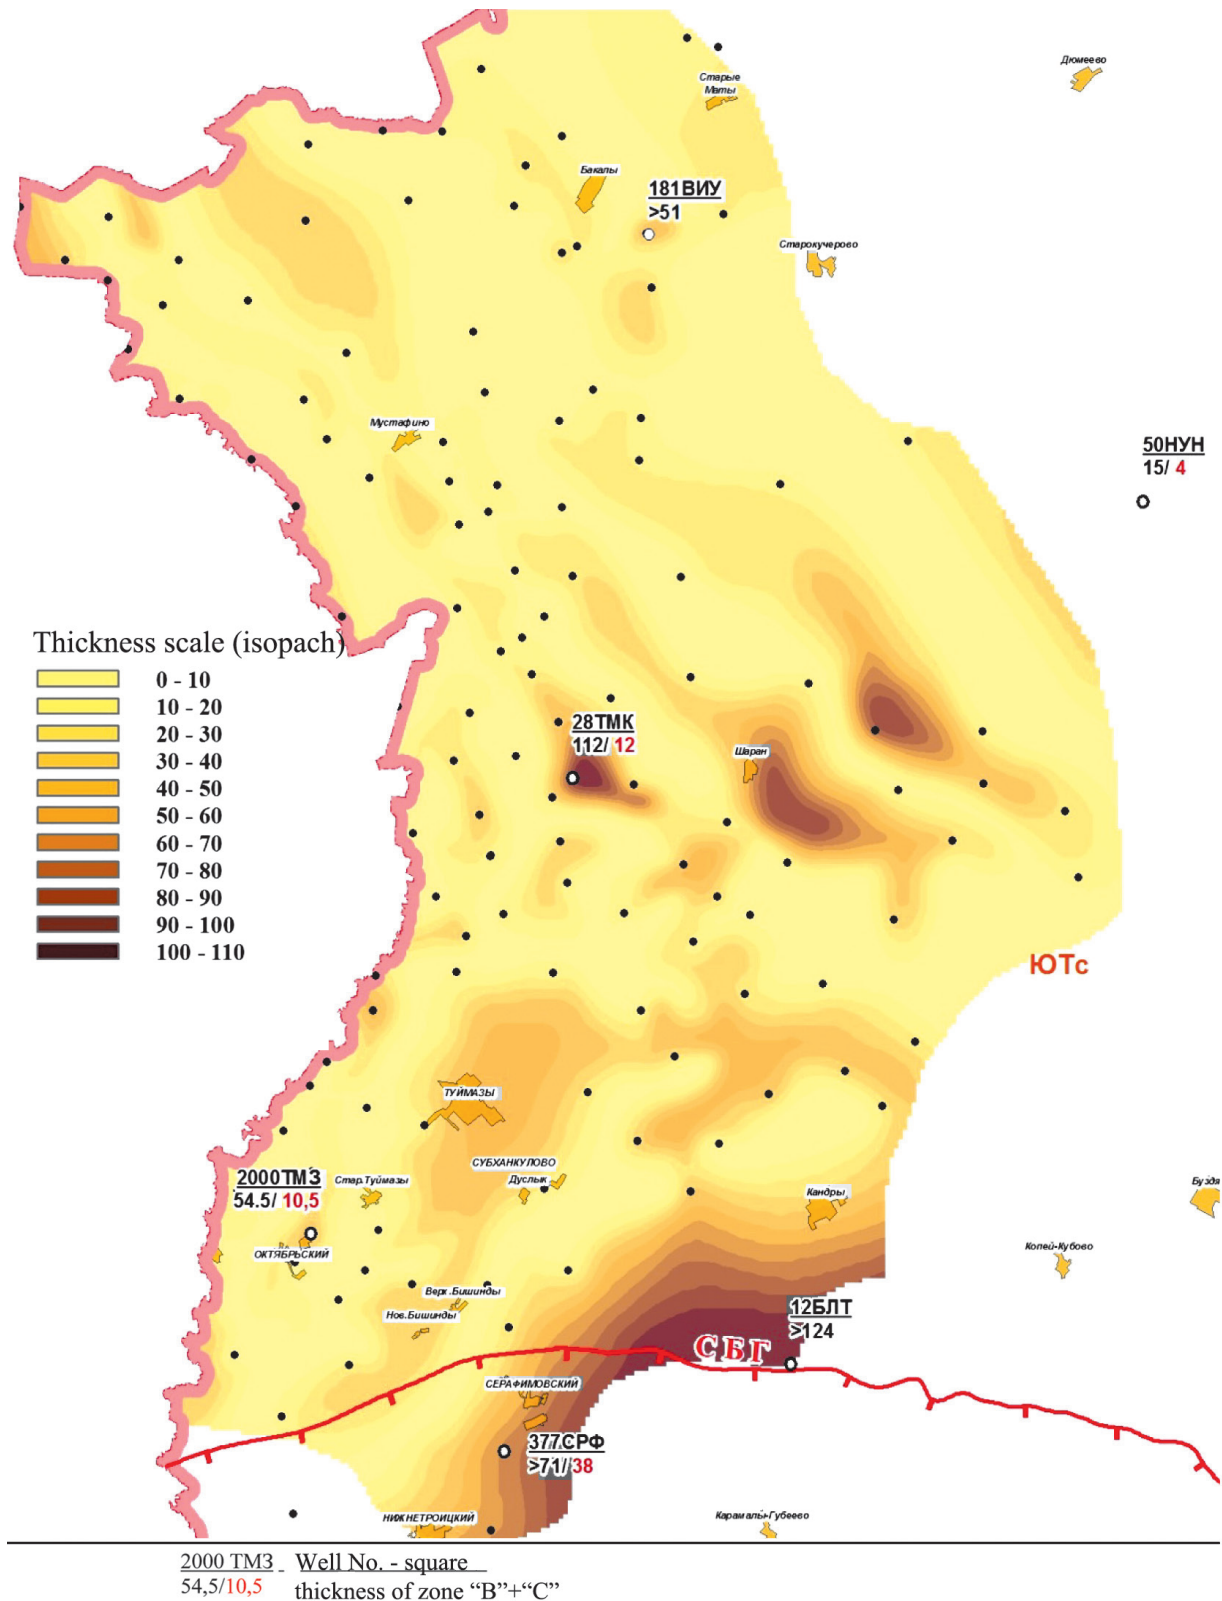 Дюмеево
Старые
Маты
Бакалы
181ВИУ
>51
Старокучерово
Мустафино
50НУН
15/ 4
Thickness scale (isopach)
0 - 10
10 - 20
20 - 30
30 - 40
40 - 50
50 - 60
60 - 70
70 - 80
80 - 90
90 - 100
100 - 110
28ТМК
112/ 12
Шаран
ЮТс
ТУЙМАЗЫ
СУБХАНКУЛОВО
Дуслык
2000ТМЗ
54.5/ 10,5
Стар.Туймазы
ОКТЯБРЬСКИЙ
Кандры
Буздя
Копей-Кубово
Верх.Бишинды
Нов.Бишинды
12БЛТ
>124
СБГ
СЕРАФИМОВСКИЙ
377СРФ
>71/ 38
НИЖНЕТРОИЦКИЙ
Карамалы-Губеево
2000 ТМЗ - Well No. - square
54,5/10,5 thickness of zone “B”+“C”